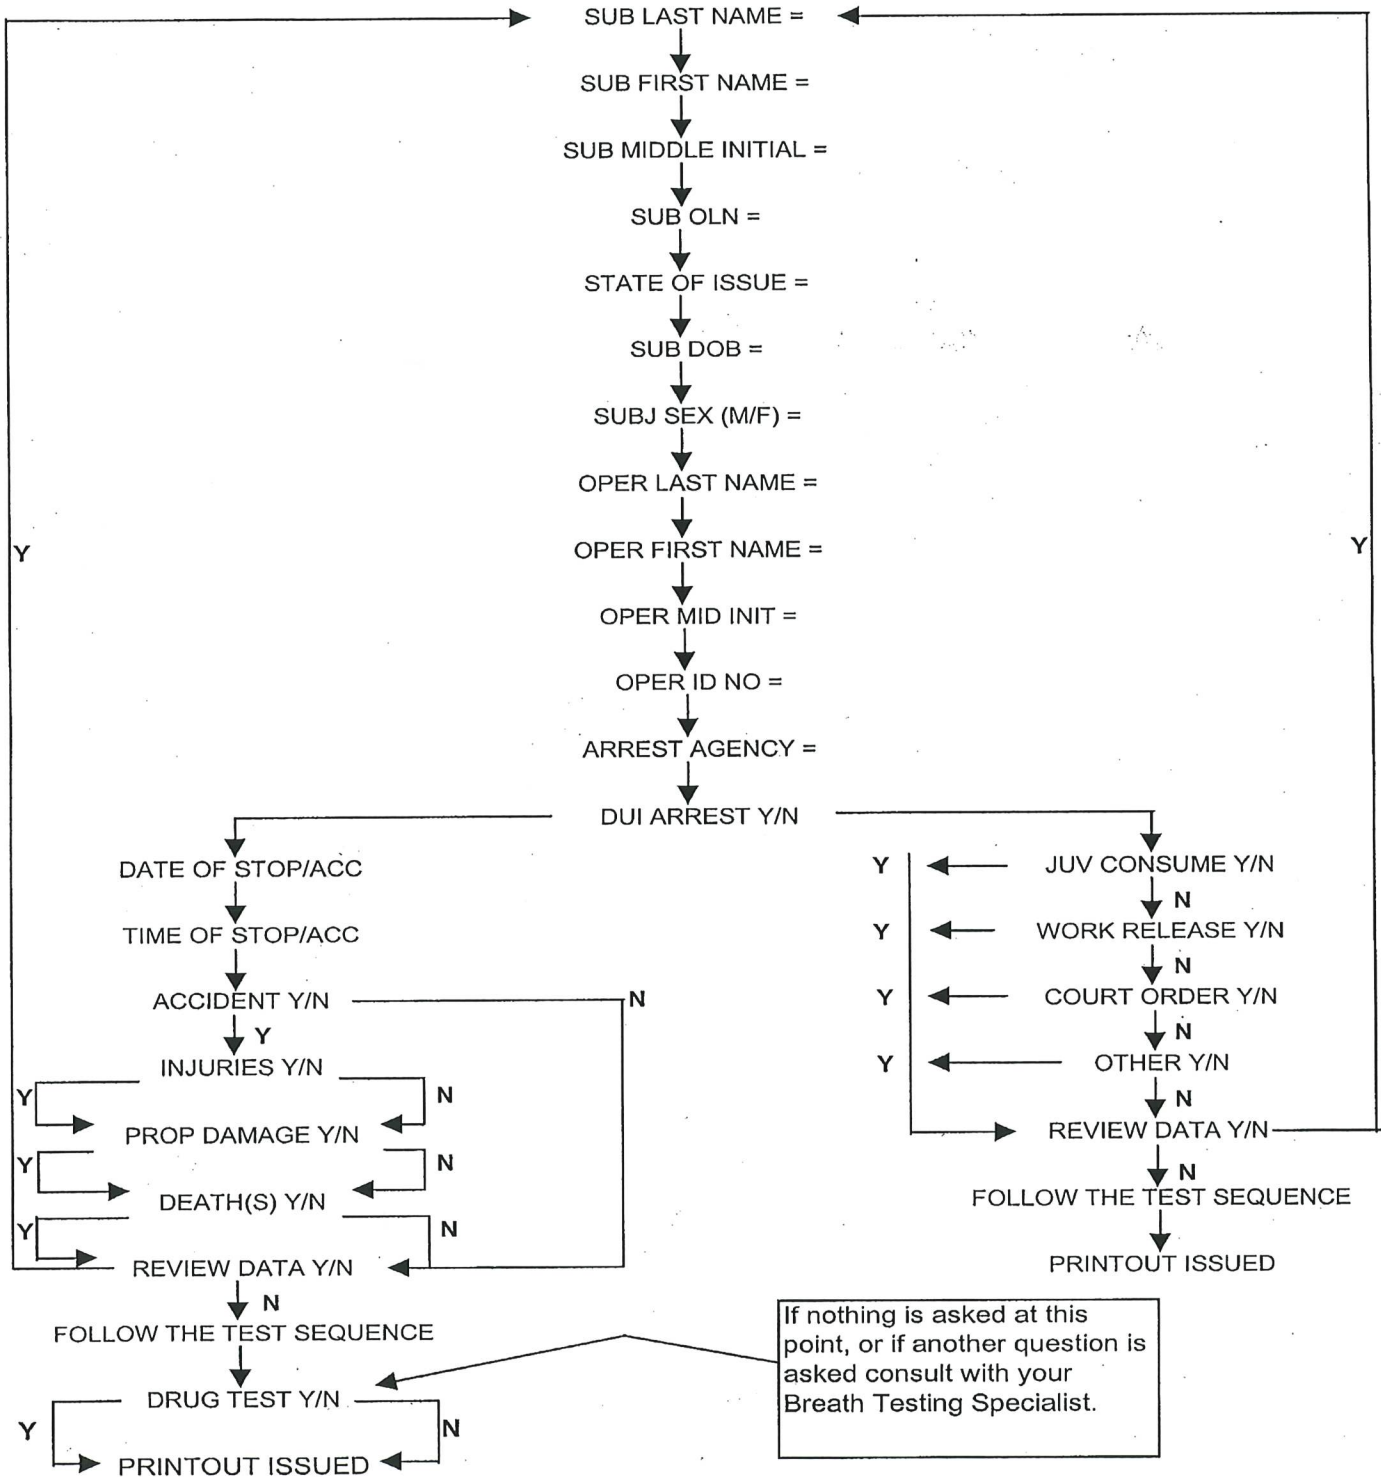 SUB LAST NAME =
SUB FIRST NAME =
SUB MIDDLE INITIAL =
SUB OLN =
STATE OF ISSUE =
SUB DOB =
SUBJ SEX (M/F) =
OPER LAST NAME =
Y
OPER FIRST NAME =
Y
OPER MID INIT =
OPER ID NO =
ARREST AGENCY =
DUI ARREST Y/N
DATE OF STOP/ACC
TIME OF STOP/ACC
ACCIDENT Y/N
N
Y
INJURIES Y/N
Y
N
PROP DAMAGE Y/N
Y
N
DEATH(S) Y/N
Y
N
REVIEW DATA Y/N
N
FOLLOW THE TEST SEQUENCE
DRUG TEST Y/N
Y
N
PRINTOUT ISSUED
Y
JUV CONSUME Y/N
N
Y
WORK RELEASE Y/N
N
Y
COURT ORDER Y/N
N
Y
OTHER Y/N
N
REVIEW DATA Y/N
N
FOLLOW THE TEST SEQUENCE
PRINTOUT ISSUED
If nothing is asked at this
point, or if another question is
asked consult with your
Breath Testing Specialist.